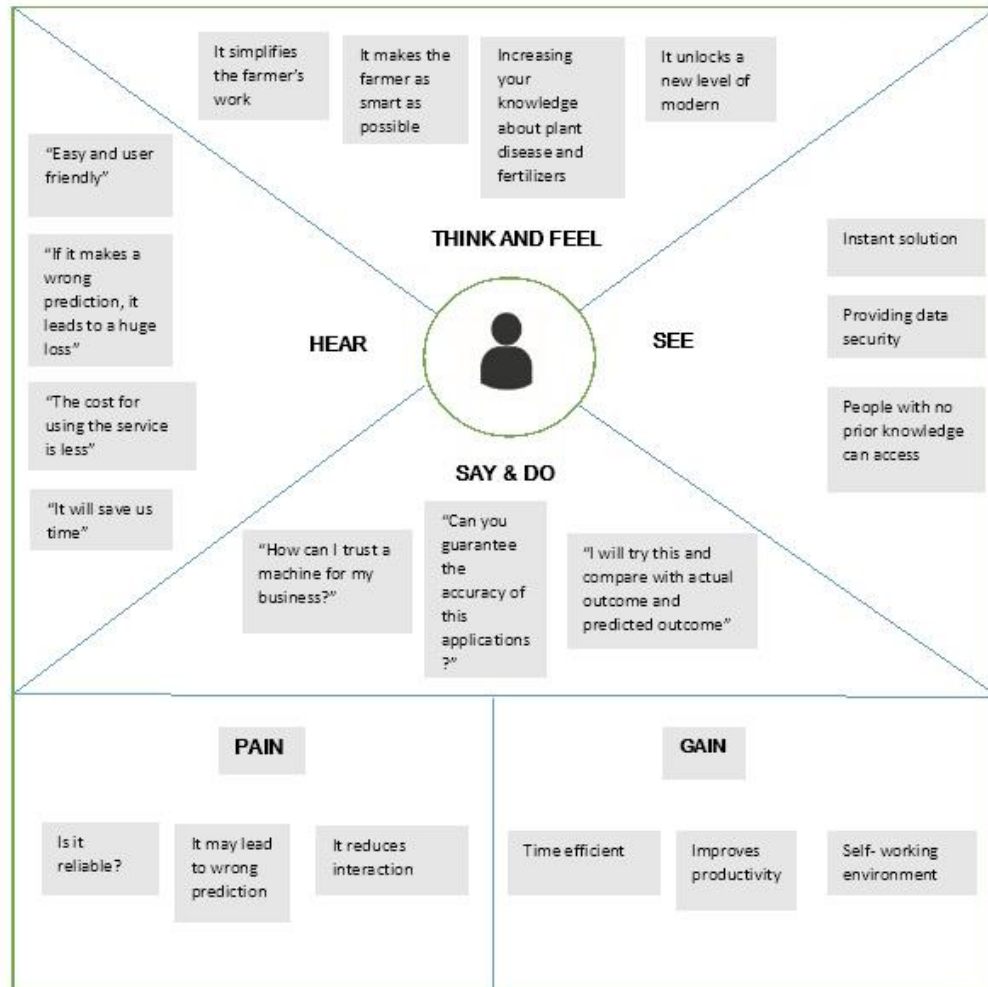 It simplifies
the farmer's
work
It makes the
farmer as
smart as
possible
Increasing
your
knowledge
about plant
disease and
fertilizers
It unlocks a
new level of
modern
"Easy and user
friendly"
"If it makes a
wrong
prediction, it
leads to a huge
loss"
"The cost for
using the service
is less"
"It will save us
time"
THINK AND FEEL
HEAR
SEE
Instant solution
Providing data
security
People with no
prior knowledge
can access
SAY & DO
"How can I trust a
machine for my
business?"
"Can you
guarantee
the
accuracy of
this
applications
?"
"I will try this and
compare with actual
outcome and
predicted outcome"
PAIN
Is it
reliable?
It may lead
to wrong
prediction
It reduces
interaction
GAIN
Time efficient
Improves
productivity
Self- working
environment